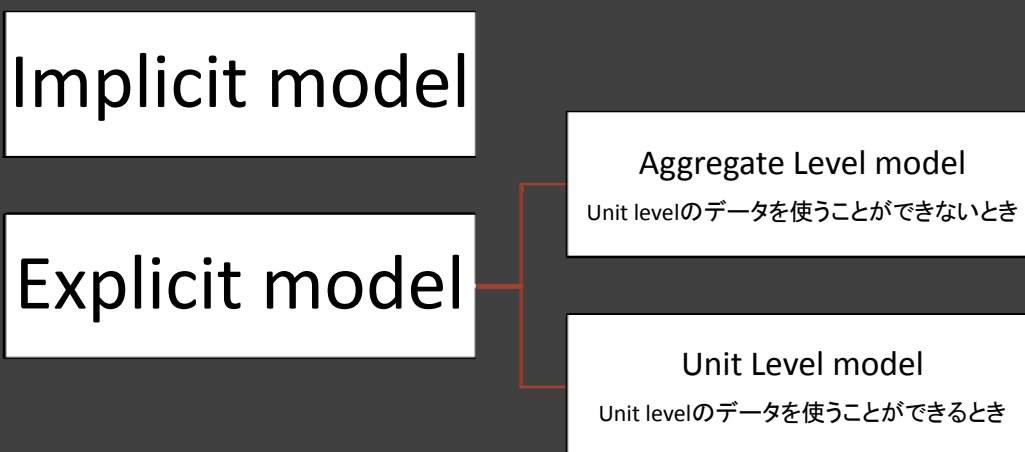 Implicit model
Explicit model
Aggregate Level model
Unit levelのデータを使うことができないとき
Unit Level model
Unit levelのデータを使うことができるとき